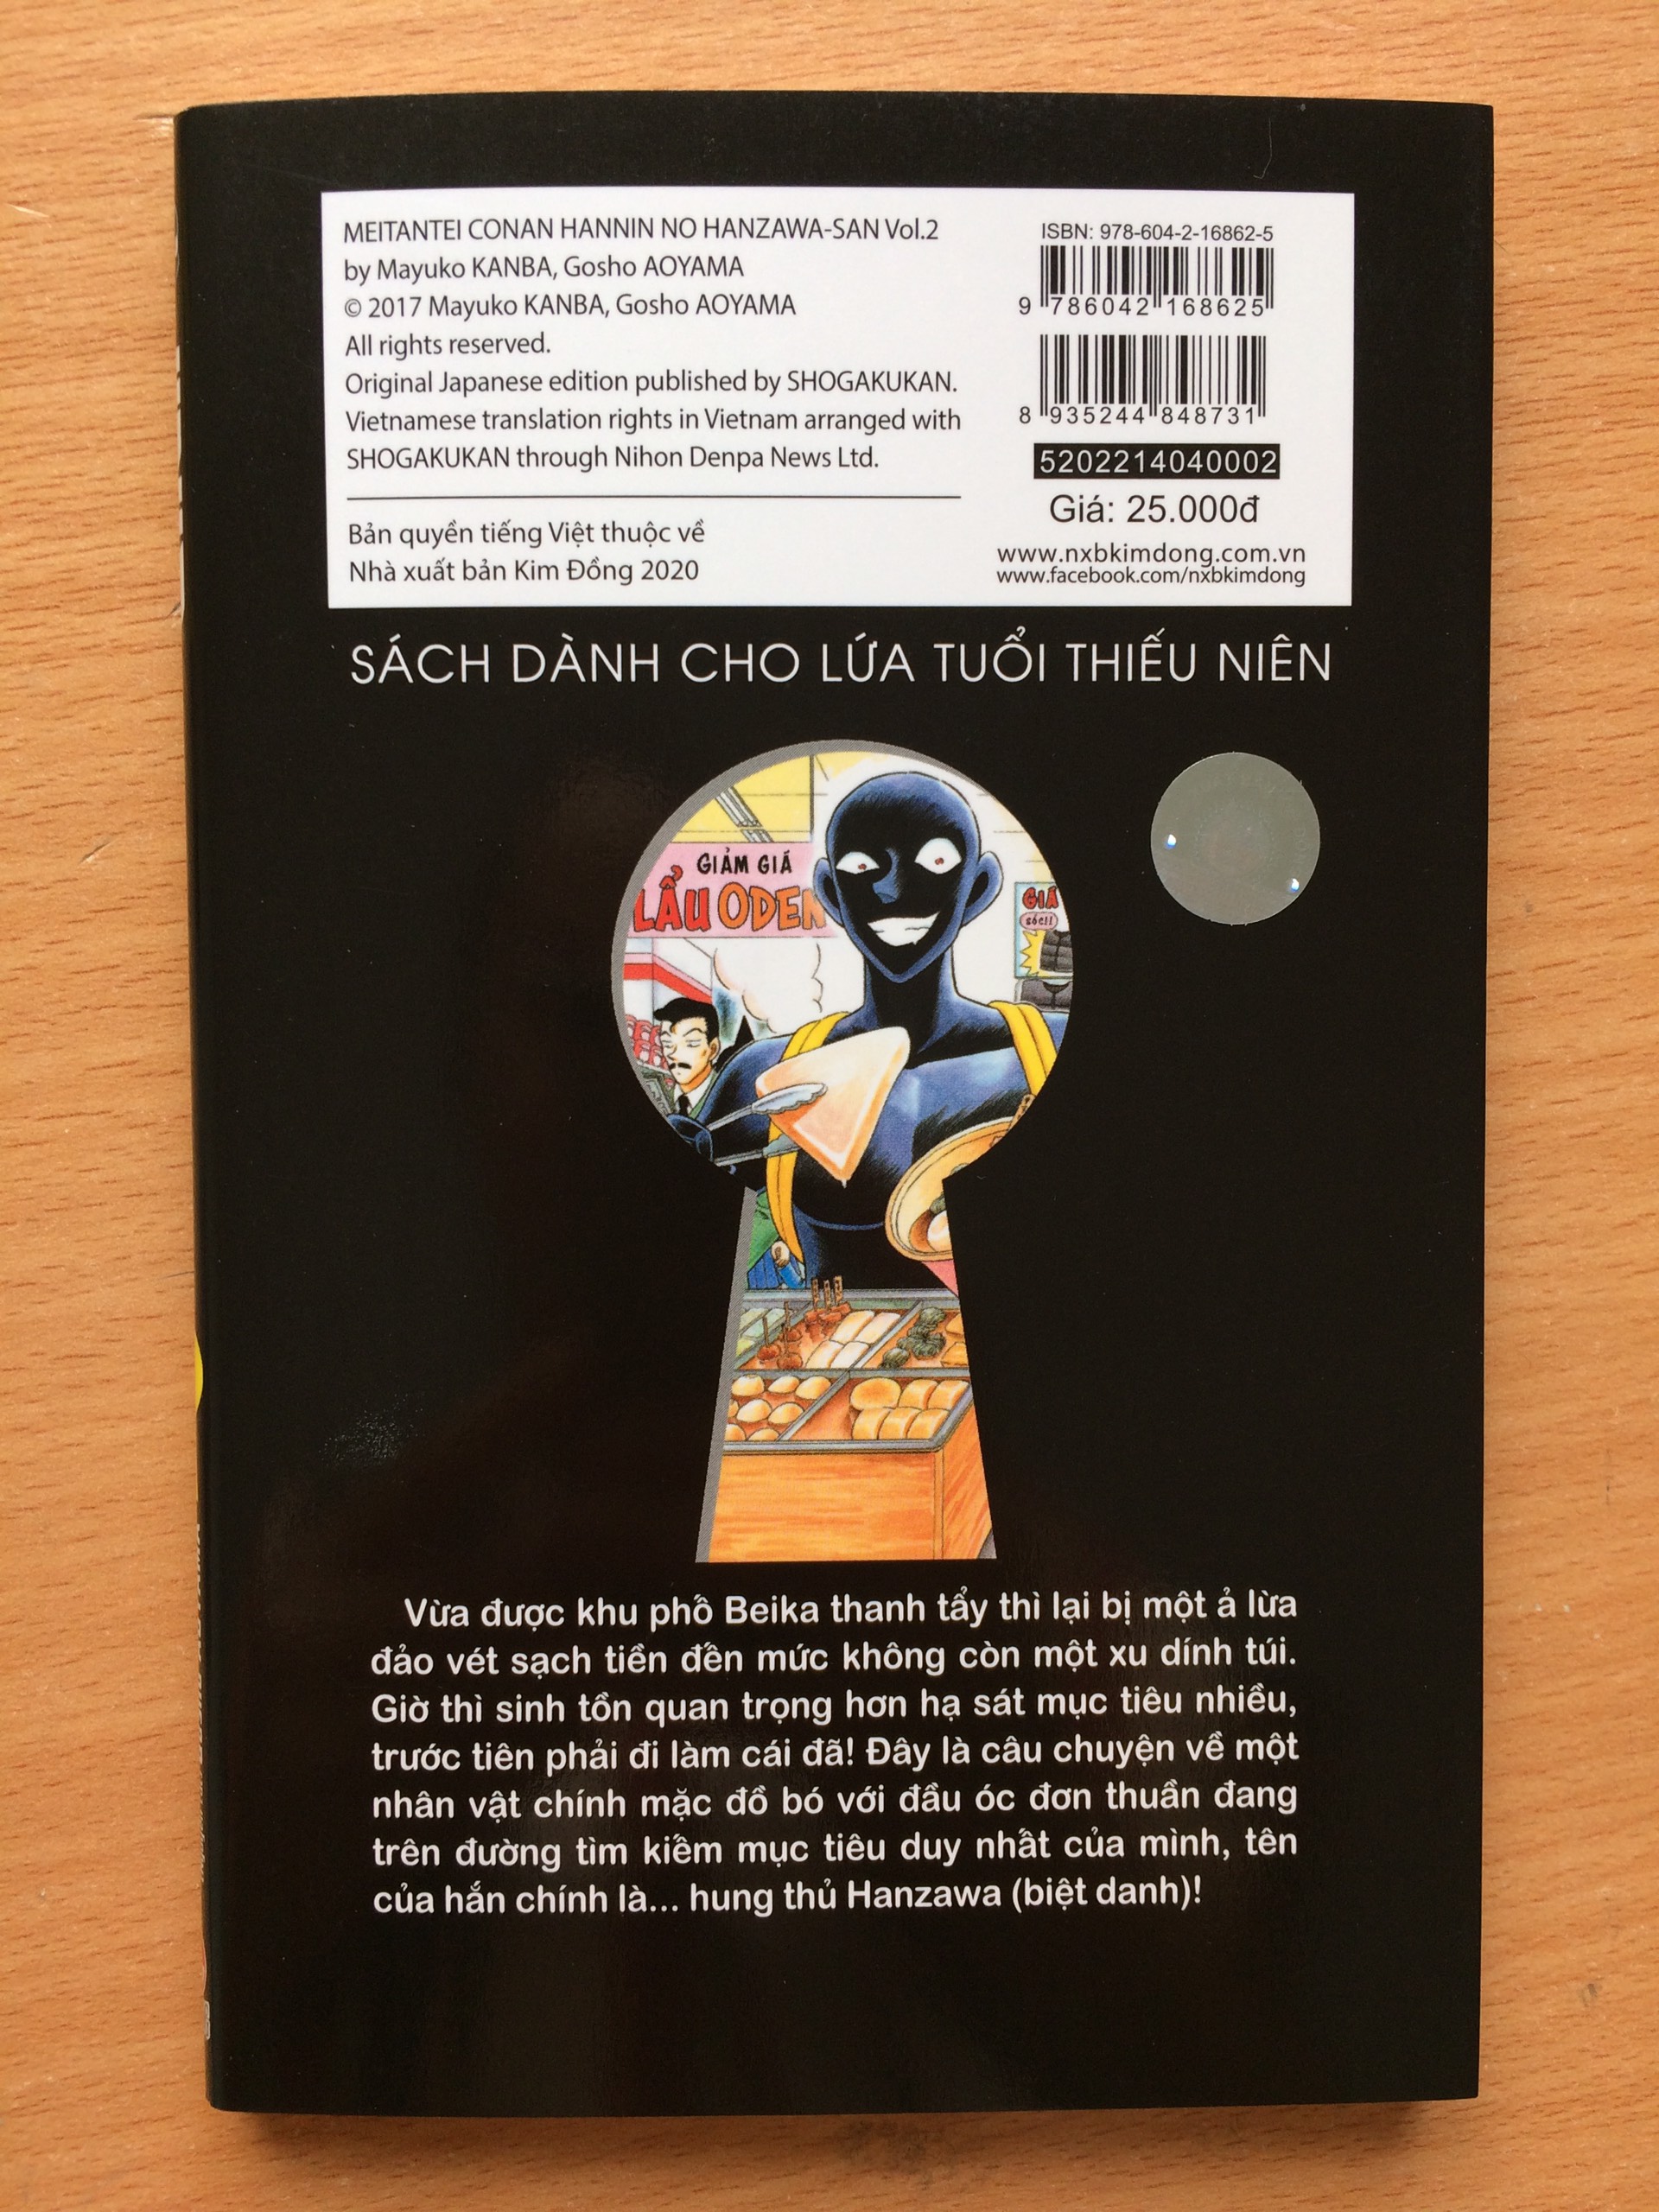 MEITANTEI CONAN HANNIN NO HANZAWA-SAN Vol.2
by Mayuko KANBA, Gosho AOYAMA
© 2017 Mayuko KANBA, Gosho AOYAMA
All rights reserved.
Original Japanese edition published by SHOGAKUKAN.
Vietnamese translation rights in Vietnam arranged with
SHOGAKUKAN through Nihon Denpa News Ltd.
Bản quyền tiếng Việt thuộc về
Nhà xuất bản Kim Đồng 2020
ISBN: 978-604-2-16862-5
9 786042 168625
8 935244 848731
5202214040002
Giá: 25.000đ
www.nxbkimdong.com.vn
www.facebook.com/nxbkimdong
SÁCH DÀNH CHO LỨA TUỔI THIẾU NIÊN
GIẢM GIÁ
LẨU ODEN
GIÁ
sốc!!
Vừa được khu phố Beika thanh tẩy thì lại bị một ả lừa
đảo vét sạch tiền đến mức không còn một xu dính túi.
Giờ thì sinh tồn quan trọng hơn hạ sát mục tiêu nhiều,
trước tiên phải đi làm cái đã! Đây là câu chuyện về một
nhân vật chính mặc đồ bó với đầu óc đơn thuần đang
trên đường tìm kiếm mục tiêu duy nhất của mình, tên
của hắn chính là... hung thủ Hanzawa (biệt danh)!